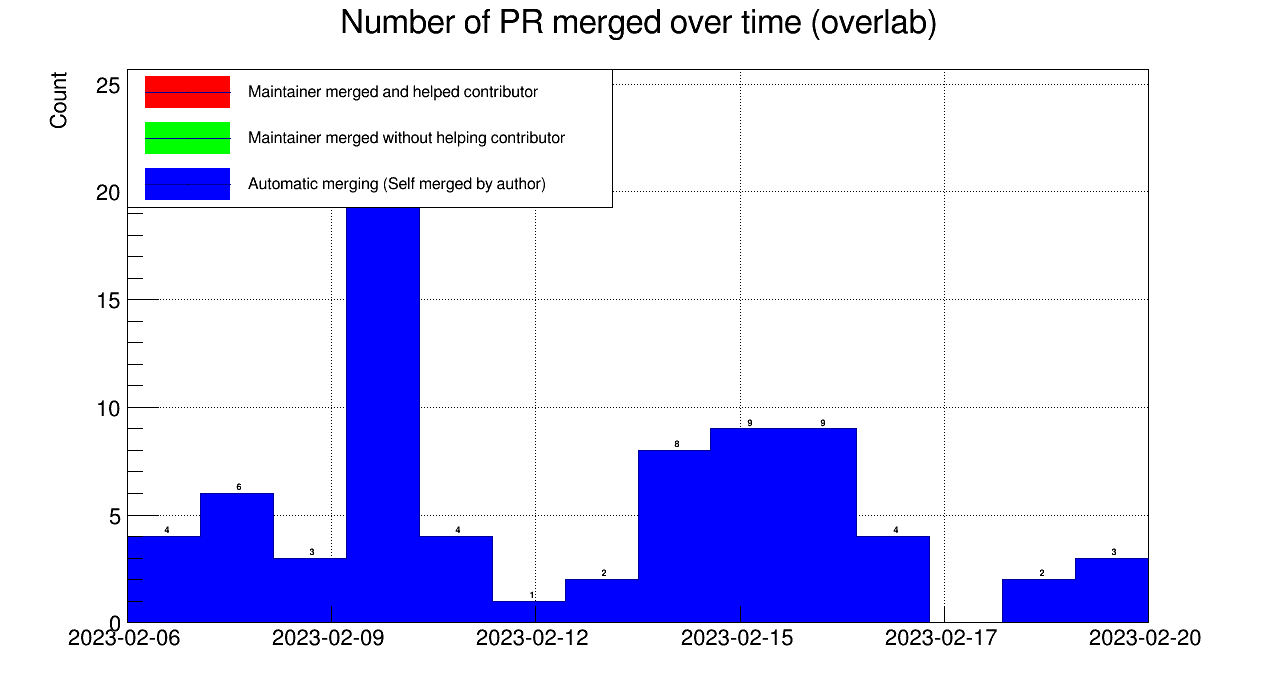 Number of PR merged over time (overlab)
Count
25
20
15
10
5
0
Maintainer merged and helped contributor
Maintainer merged without helping contributor
Automatic merging (Self merged by author)
4 6 3 4 1 2 8 9 9 4 2 3
2023-02-06 2023-02-09 2023-02-12 2023-02-15 2023-02-17 2023-02-20